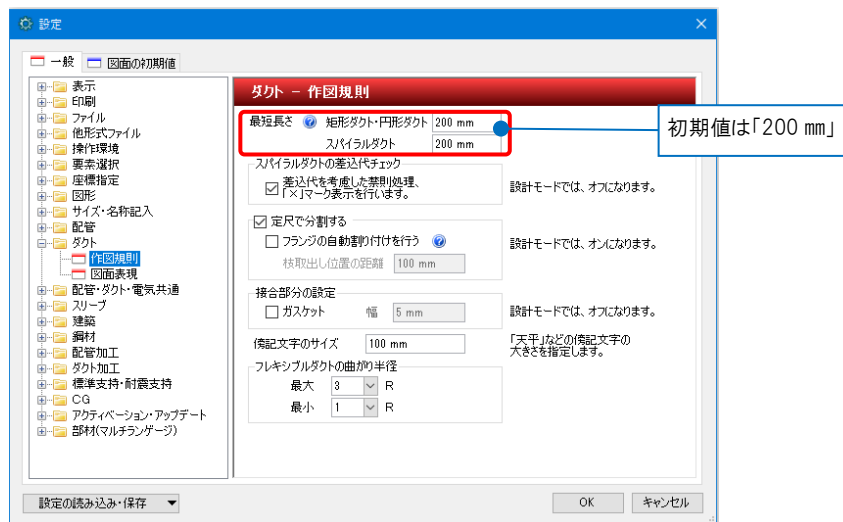 設定
一般
図面の初期値
表示
印刷
ファイル
他形式ファイル
操作環境
要素選択
座標指定
図形
サイズ・名称記入
配管
ダクト
作図規則
図面表現
配管・ダクト・電気共通
スリーブ
建築
鋼材
配管加工
ダクト加工
標準支持・耐震支持
CG
アクティベーション・アップデート
部材(マルチランゲージ)
ダクト - 作図規則
最短長さ 矩形ダクト・円形ダクト 200 mm
スパイラルダクト 200 mm
初期値は「200 mm」
スパイラルダクトの差込代チェック
差込代を考慮した禁則処理、
「×」マーク表示を行います。
設計モードでは、オフになります。
定尺で分割する
フランジの自動割り付けを行う
設計モードでは、オンになります。
枝取出し位置の距離 100 mm
接合部分の設定
ガスケット 幅 5 mm
設計モードでは、オフになります。
傍記文字のサイズ 100 mm
「天平」などの傍記文字の
大きさを指定します。
フレキシブルダクトの曲がり半径
最大 3 R
最小 1 R
設定の読み込み・保存
OK
キャンセル